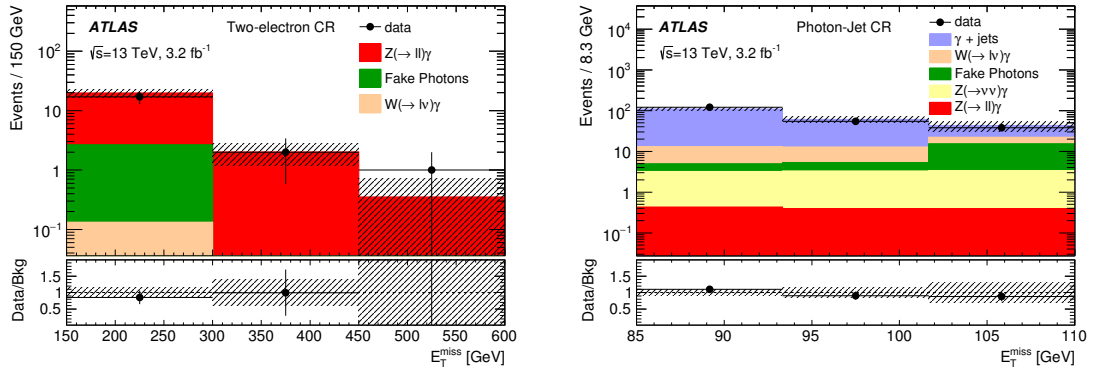 ATLAS Two-electron CR
√s=13 TeV, 3.2 fb⁻¹
data
Z(→ ll)γ
Fake Photons
W(→ lν)γ
Events / 150 GeV
10²
10
1
10⁻¹
Data/Bkg
1.5
1
0.5
150 200 250 300 350 400 450 500 550 600
E_T^miss [GeV]
ATLAS Photon-Jet CR
√s=13 TeV, 3.2 fb⁻¹
data
γ + jets
W(→ lν)γ
Fake Photons
Z(→νν)γ
Z(→ ll)γ
Events / 8.3 GeV
10⁴
10³
10²
10
1
10⁻¹
Data/Bkg
1.5
1
0.5
85 90 95 100 105 110
E_T^miss [GeV]